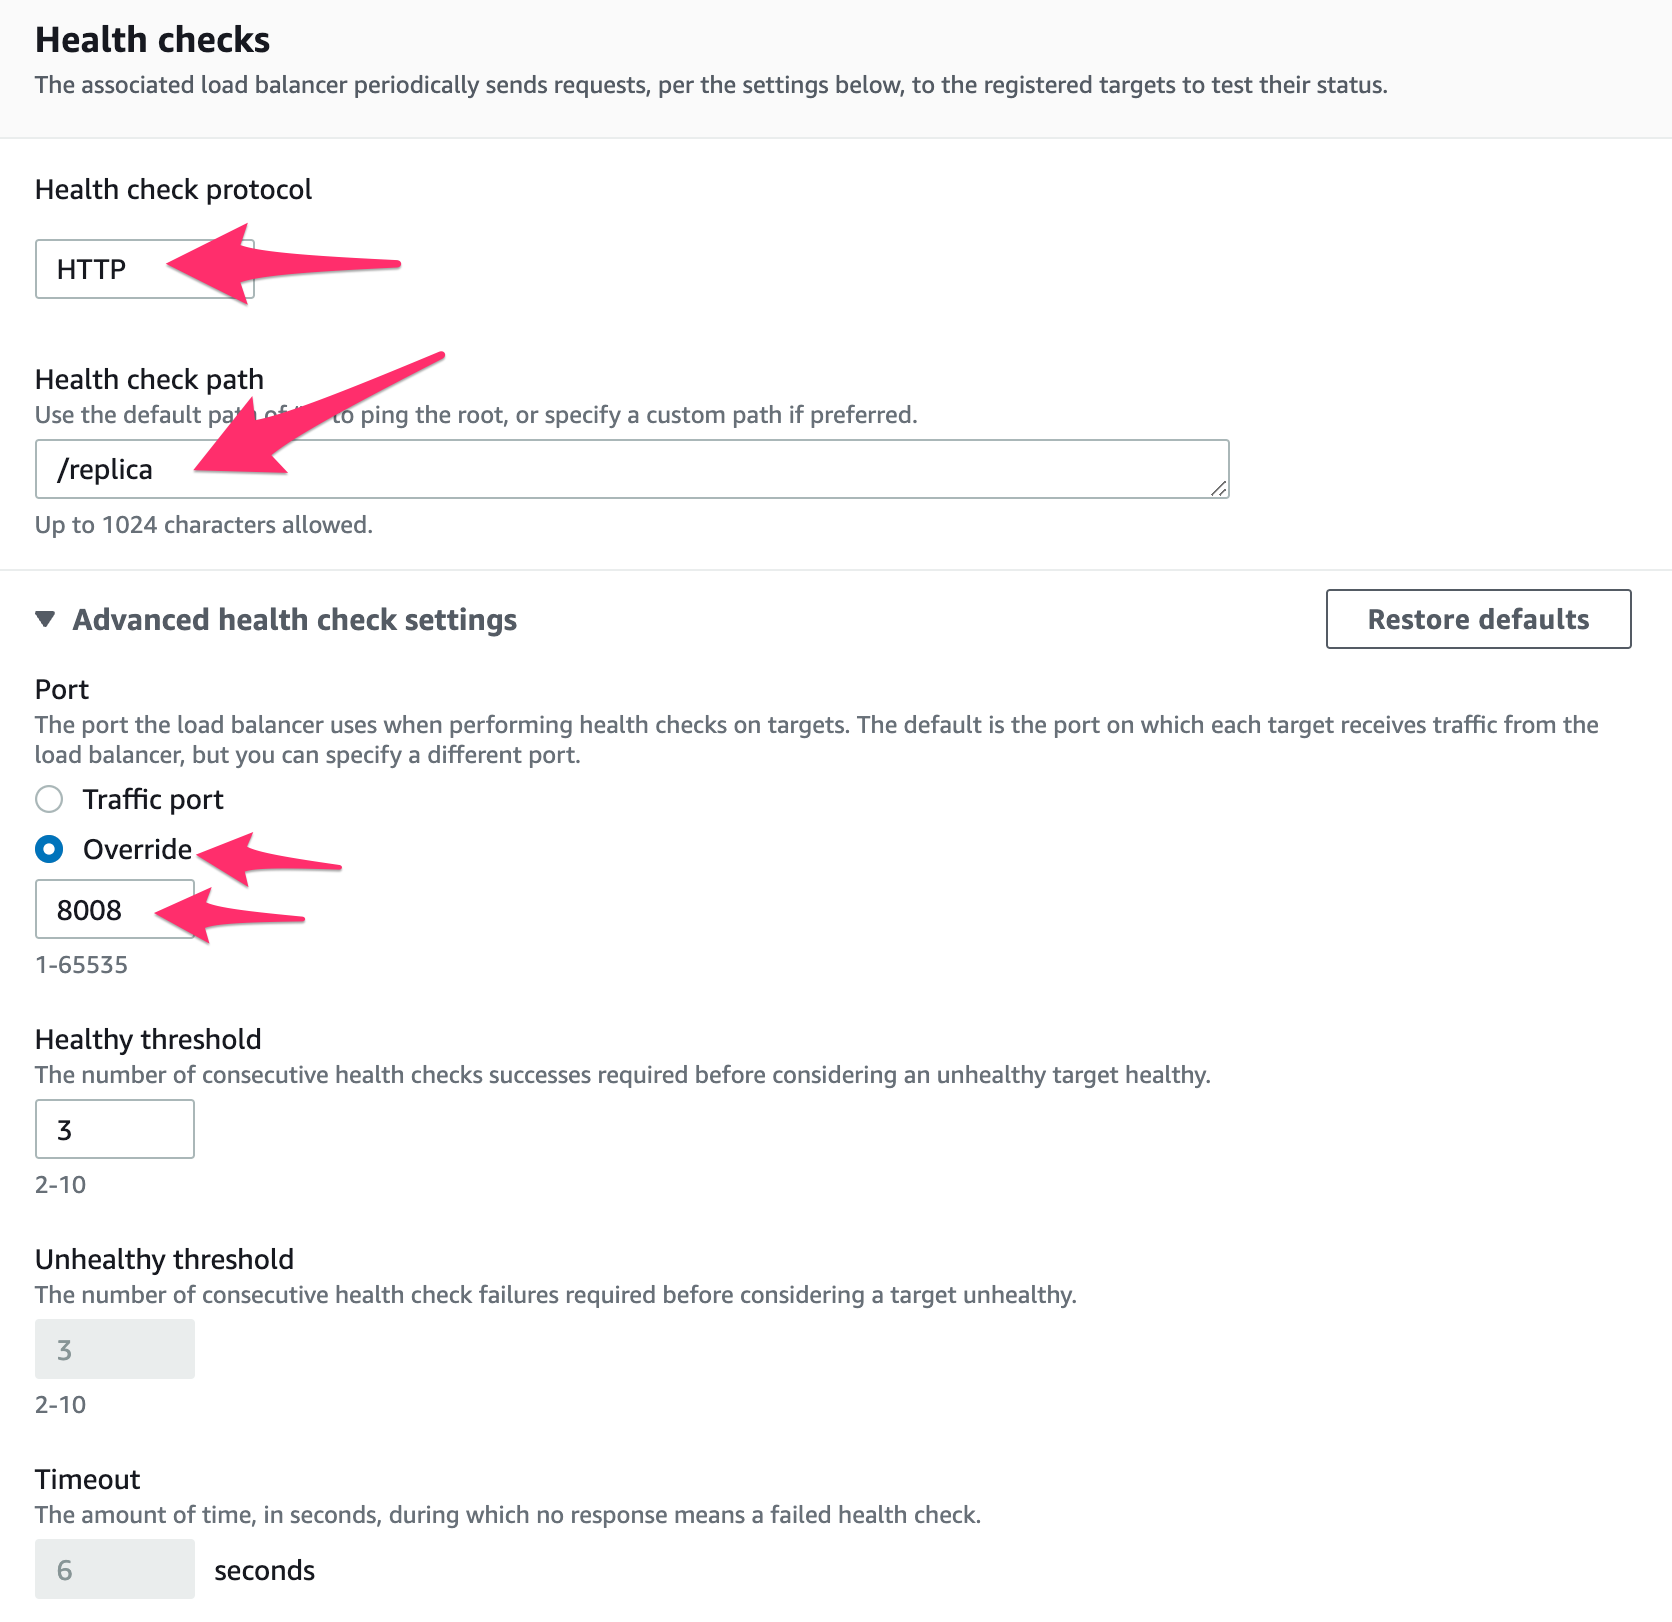 Health checks
The associated load balancer periodically sends requests, per the settings below, to the registered targets to test their status.
Health check protocol
HTTP
Health check path
Use the default to ping the root, or specify a custom path if preferred.
/replica
Up to 1024 characters allowed.
Advanced health check settings
Restore defaults
Port
The port the load balancer uses when performing health checks on targets. The default is the port on which each target receives traffic from the
load balancer, but you can specify a different port.
Traffic port
Override
8008
1-65535
Healthy threshold
The number of consecutive health checks successes required before considering an unhealthy target healthy.
3
2-10
Unhealthy threshold
The number of consecutive health check failures required before considering a target unhealthy.
3
2-10
Timeout
The amount of time, in seconds, during which no response means a failed health check.
6
seconds